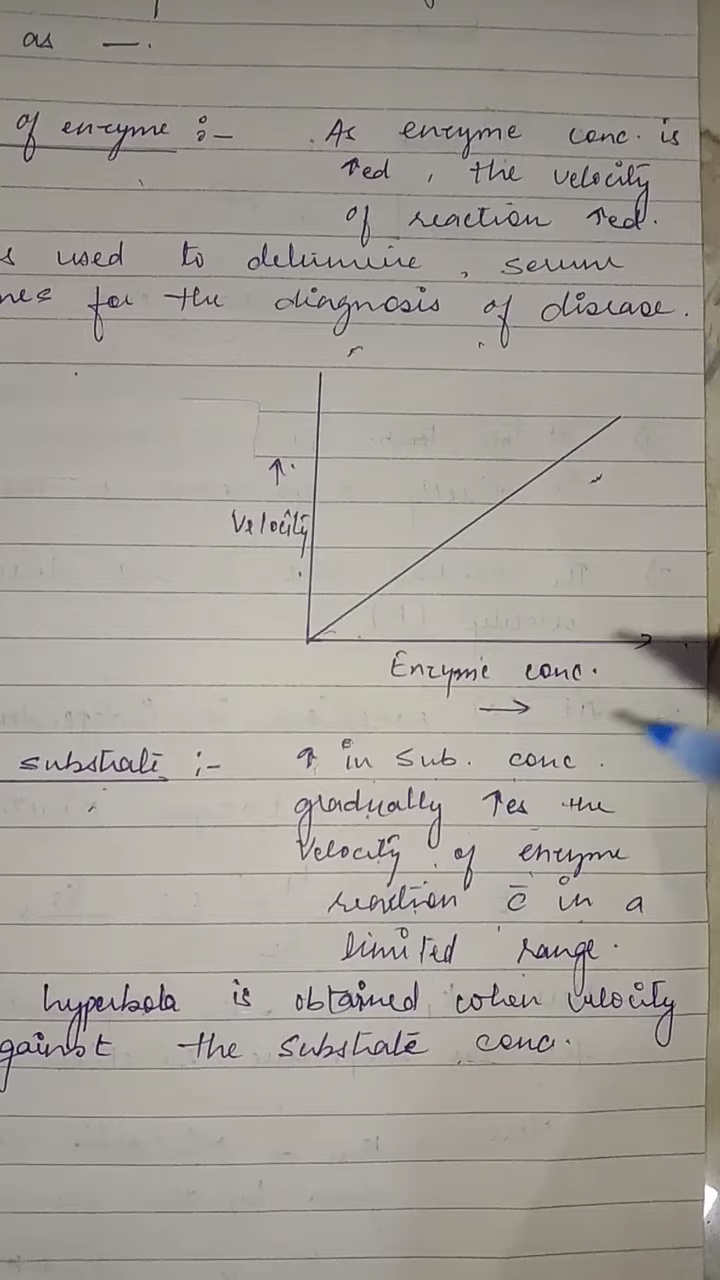 as —.
of enzyme :- As enzyme conc. is
↑ed, the velocity
of reaction ↑ed.
s used to determine, serum
nes for the diagnosis of disease.
↑
Velocity
Enzyme conc.
→
substrate :- ↑ in sub. conc.
gradually ↑es the
velocity of enzyme
reaction c̄ in a
limited range.
hyperbola is obtained when velocity
gainst the substrate conc.